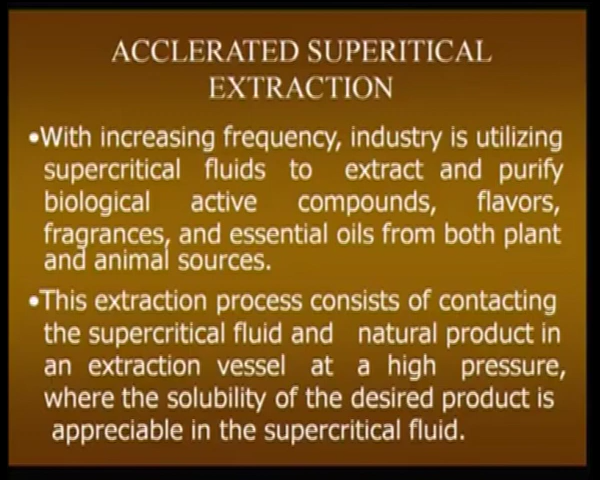 ACCLERATED SUPERITICAL
EXTRACTION
•With increasing frequency, industry is utilizing
supercritical fluids to extract and purify
biological active compounds, flavors,
fragrances, and essential oils from both plant
and animal sources.
•This extraction process consists of contacting
the supercritical fluid and natural product in
an extraction vessel at a high pressure,
where the solubility of the desired product is
appreciable in the supercritical fluid.